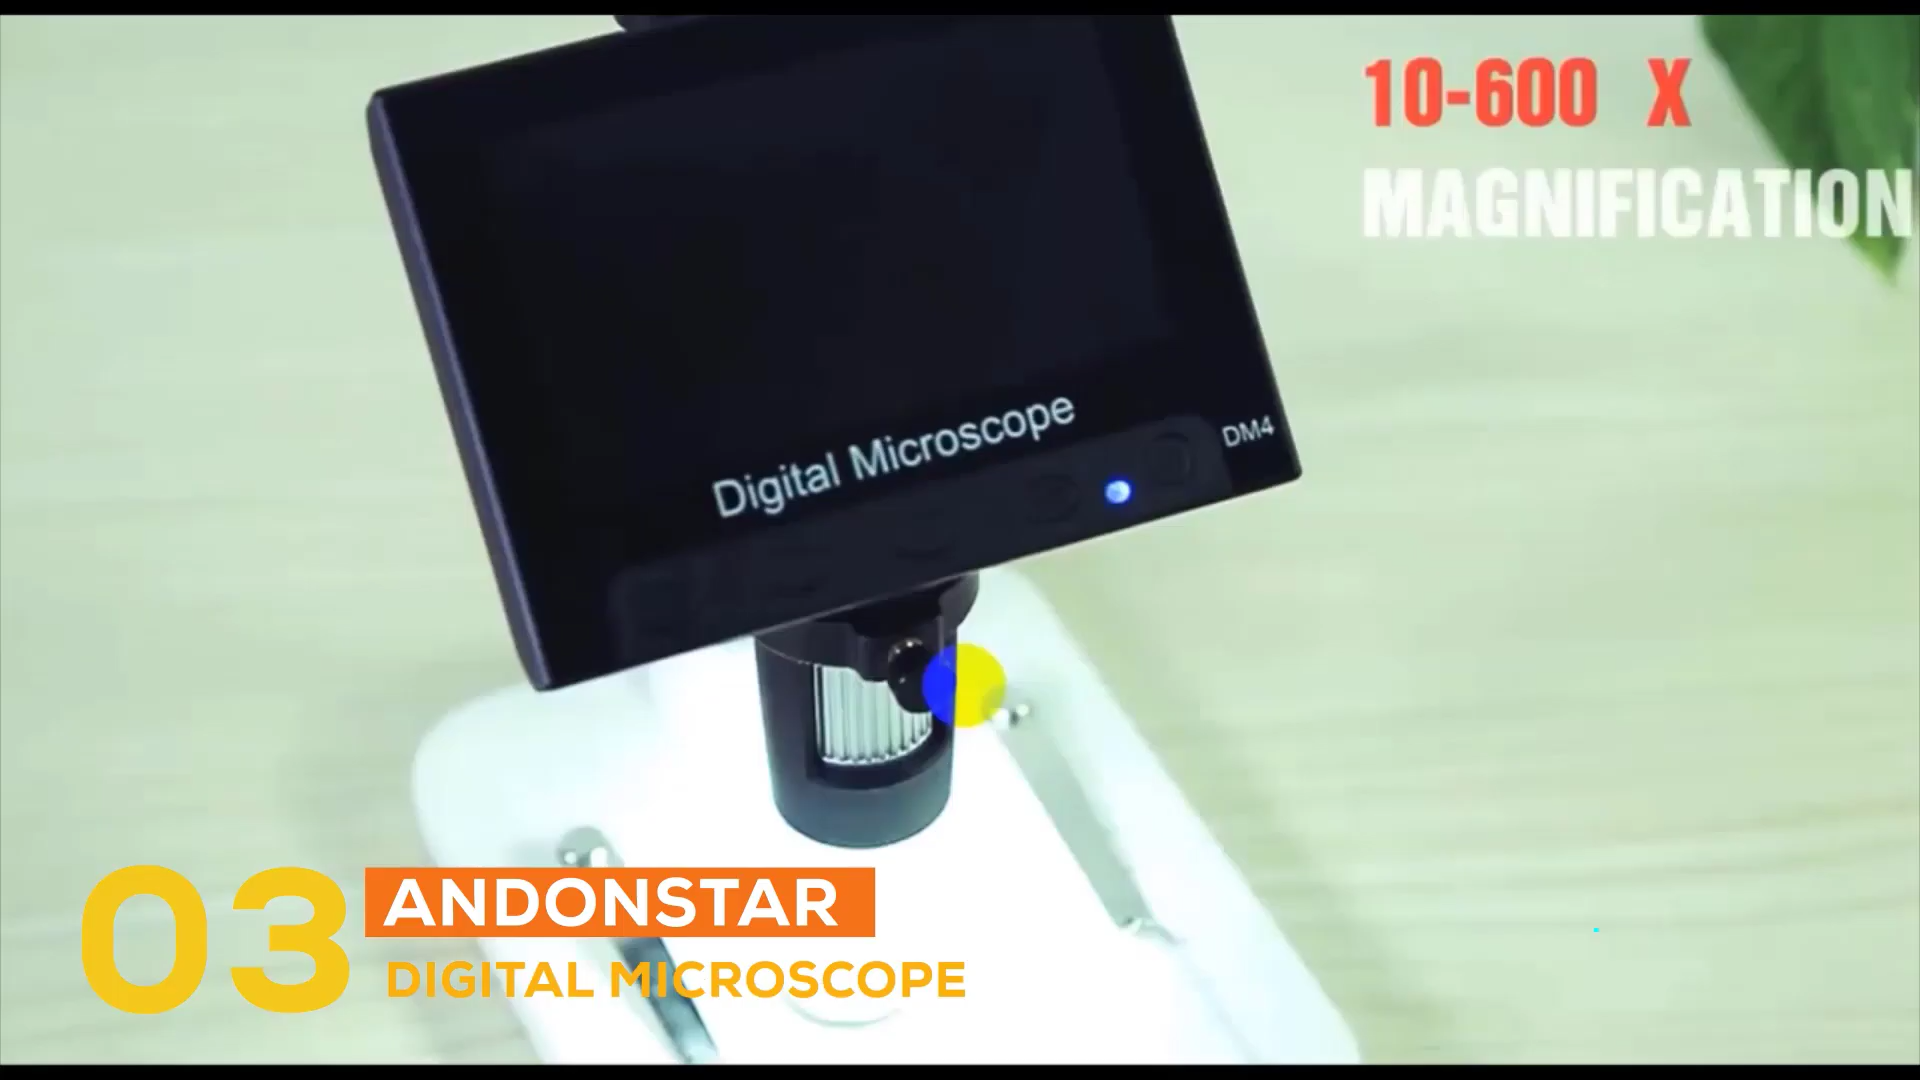 10-600 X
MAGNIFICATION
Digital Microscope
DM4
03
ANDONSTAR
DIGITAL MICROSCOPE